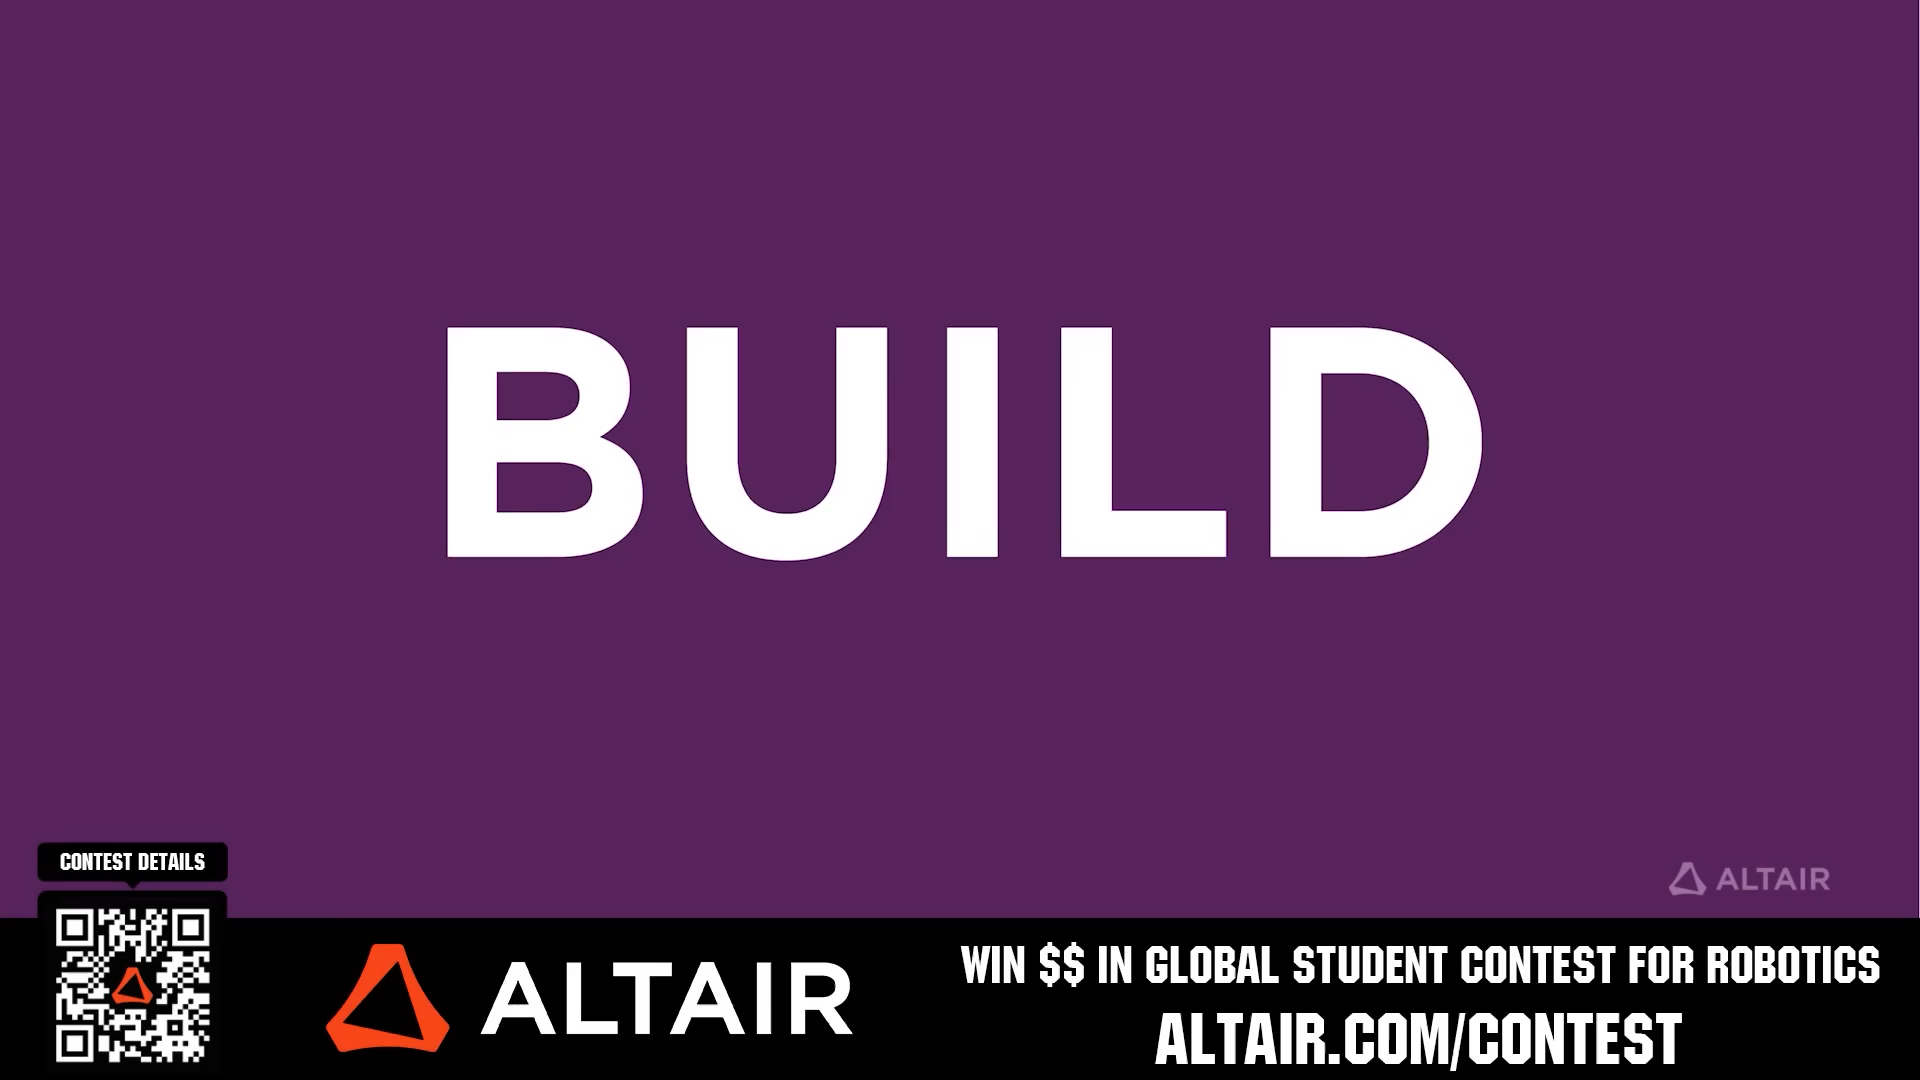 BUILD
CONTEST DETAILS
ALTAIR
ALTAIR
WIN $$ IN GLOBAL STUDENT CONTEST FOR ROBOTICS
ALTAIR.COM/CONTEST